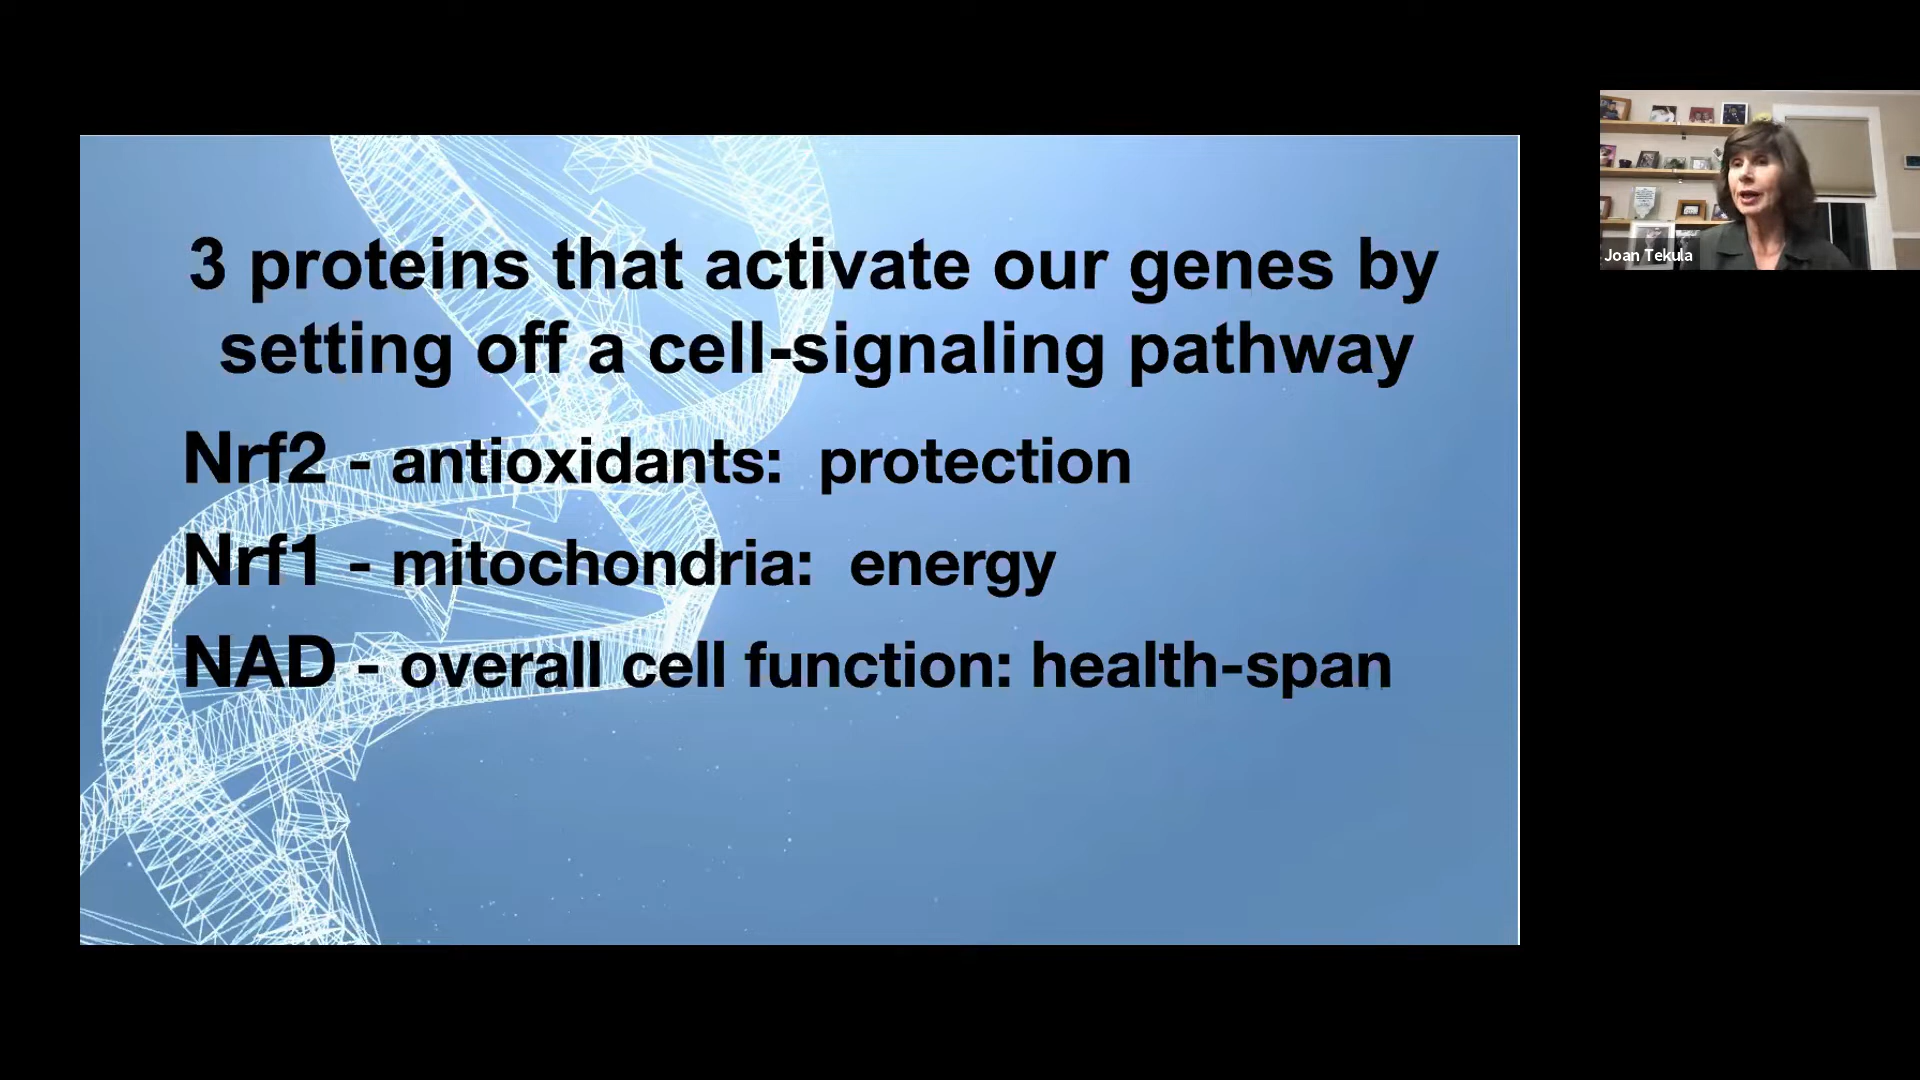 3 proteins that activate our genes by
setting off a cell-signaling pathway
Nrf2 - antioxidants: protection
Nrf1 - mitochondria: energy
NAD - overall cell function: health-span
Joan Tekula